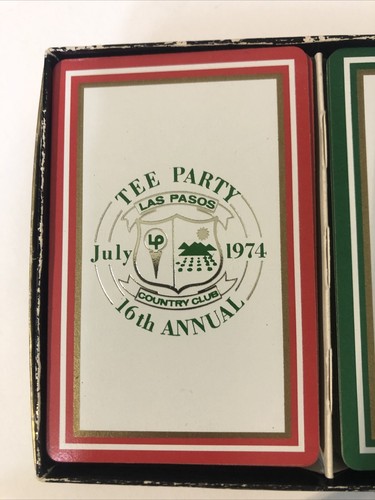 TEE PARTY
LAS PASOS
LP
July 1974
COUNTRY CLUB
16th ANNUAL